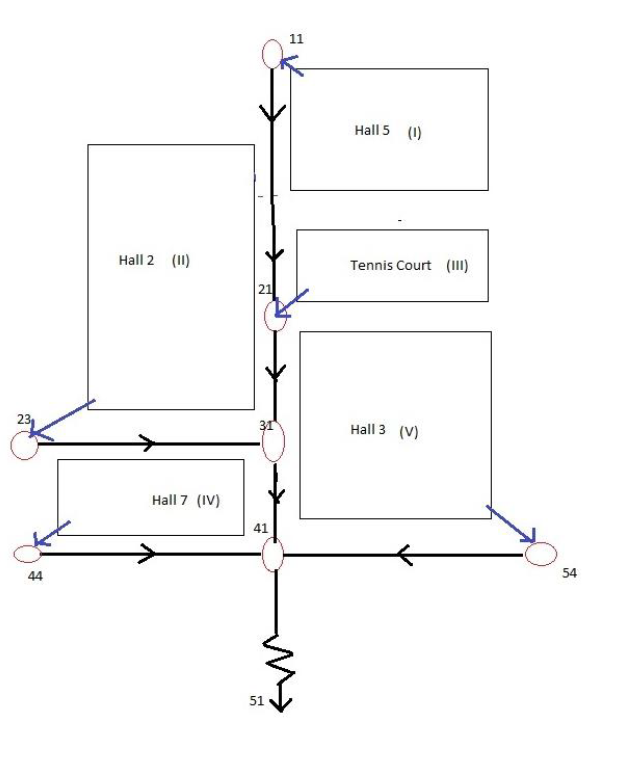 11
Hall 5 (I)
Hall 2 (II)
Tennis Court (III)
21
23
31
Hall 3 (V)
Hall 7 (IV)
41
44
54
51